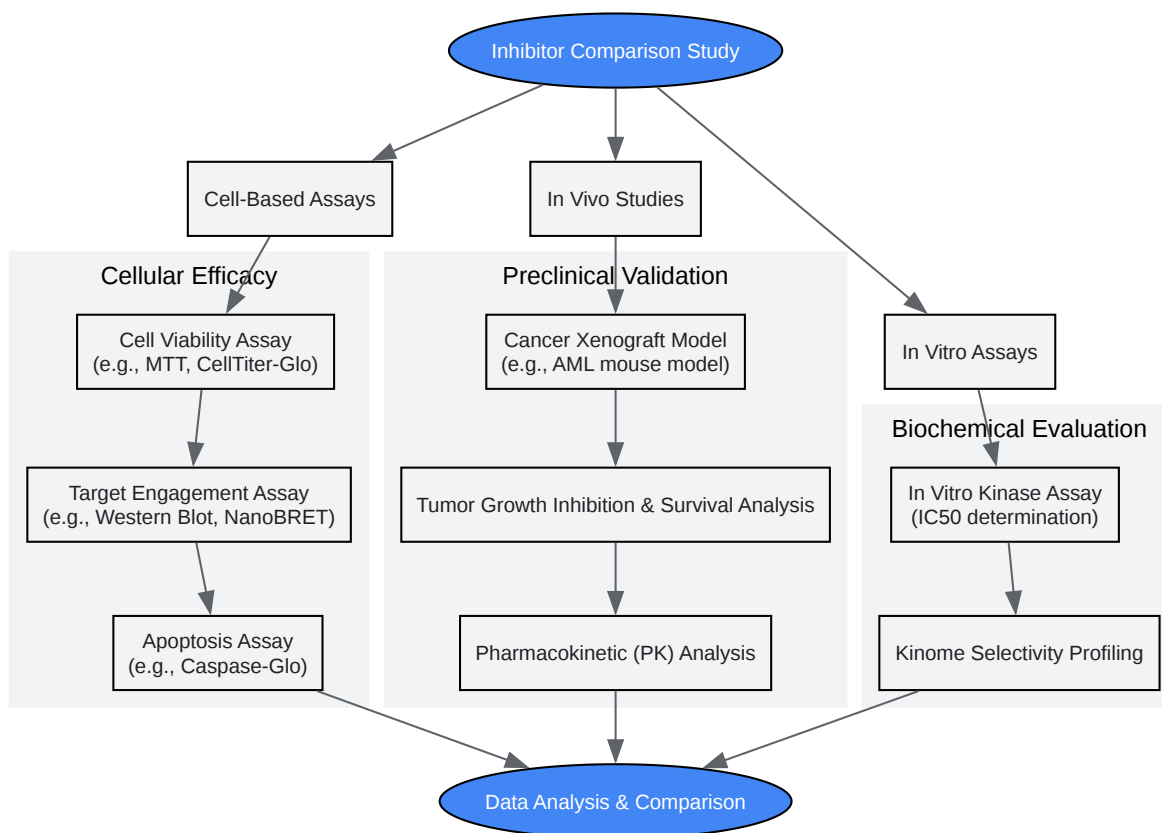 Inhibitor Comparison Study
Cell-Based Assays
In Vivo Studies
Cellular Efficacy
Preclinical Validation
Cell Viability Assay
(e.g., MTT, CellTiter-Glo)
Cancer Xenograft Model
(e.g., AML mouse model)
In Vitro Assays
Biochemical Evaluation
Target Engagement Assay
(e.g., Western Blot, NanoBRET)
Tumor Growth Inhibition & Survival Analysis
In Vitro Kinase Assay
(IC50 determination)
Apoptosis Assay
(e.g., Caspase-Glo)
Pharmacokinetic (PK) Analysis
Kinome Selectivity Profiling
Data Analysis & Comparison